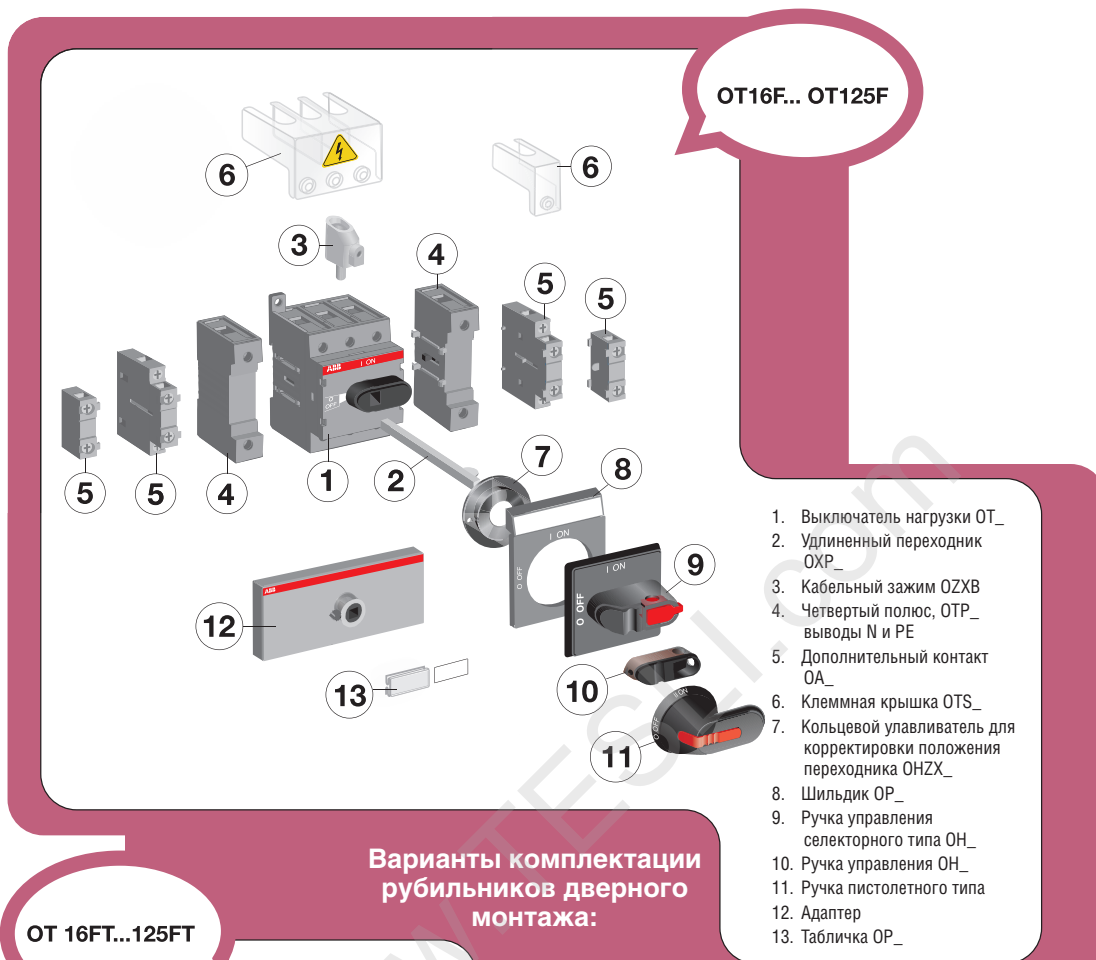 OT16F... OT125F
6
6
3
4
5
5
ABB I ON
O OFF
5
5
4
1
2
7
8
I ON
O OFF
I ON
O OFF
9
ABB
12
13
10
I ON
O OFF
11
1. Выключатель нагрузки OT_
2. Удлиненный переходник
OXP_
3. Кабельный зажим OZXB
4. Четвертый полюс, OTP_
выводы N и PE
5. Дополнительный контакт
OA_
6. Клеммная крышка OTS_
7. Кольцевой улавливатель для
корректировки положения
переходника OHZX_
8. Шильдик OP_
9. Ручка управления
селекторного типа OH_
10. Ручка управления OH_
11. Ручка пистолетного типа
12. Адаптер
13. Табличка OP_
Варианты комплектации
рубильников дверного
монтажа:
OT 16FT...125FT
w.TESLI.com